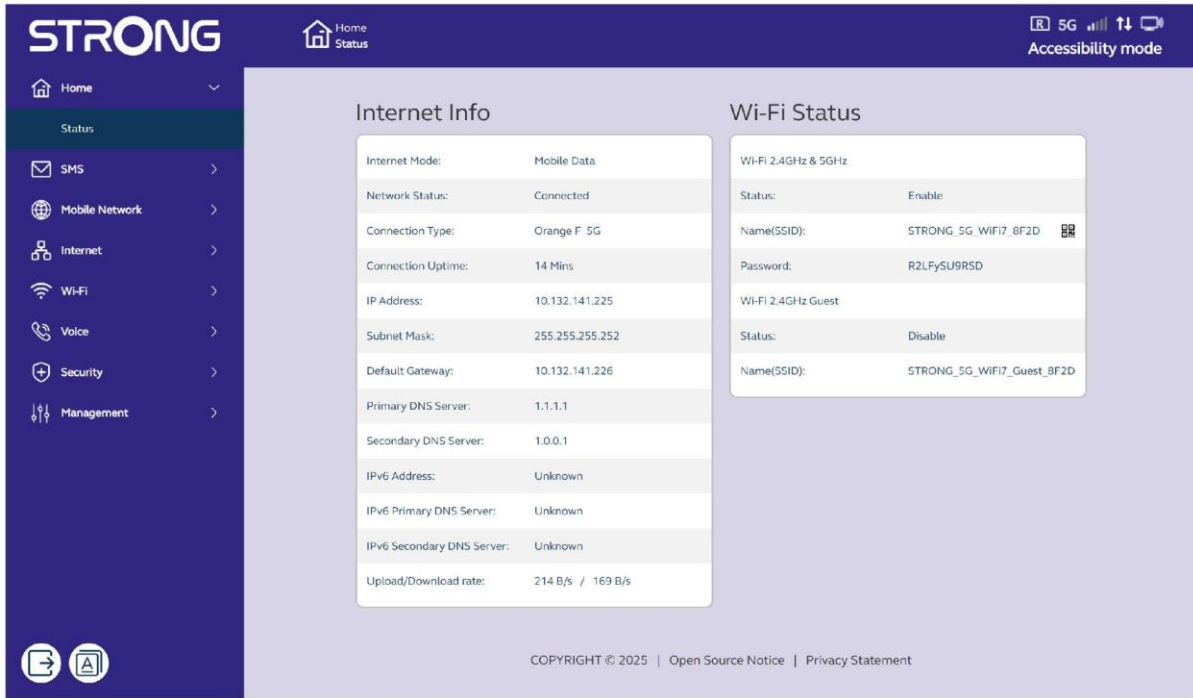 STRONG
Home
Status
R 5G
Accessibility mode
Home
Status
SMS
Mobile Network
Internet
Wi-Fi
Voice
Security
Management
A
Internet Info
Internet Mode: Mobile Data
Network Status: Connected
Connection Type: Orange F 5G
Connection Uptime: 14 Mins
IP Address: 10.132.141.225
Subnet Mask: 255.255.255.252
Default Gateway: 10.132.141.226
Primary DNS Server: 1.1.1.1
Secondary DNS Server: 1.0.0.1
IPv6 Address: Unknown
IPv6 Primary DNS Server: Unknown
IPv6 Secondary DNS Server: Unknown
Upload/Download rate: 214 B/s / 169 B/s
Wi-Fi Status
Wi-Fi 2.4GHz & 5GHz
Status: Enable
Name(SSID): STRONG_5G_WiFi7_8F2D
Password: R2LFySU9RSD
Wi-Fi 2.4GHz Guest
Status: Disable
Name(SSID): STRONG_5G_WiFi7_Guest_8F2D
COPYRIGHT © 2025 | Open Source Notice | Privacy Statement